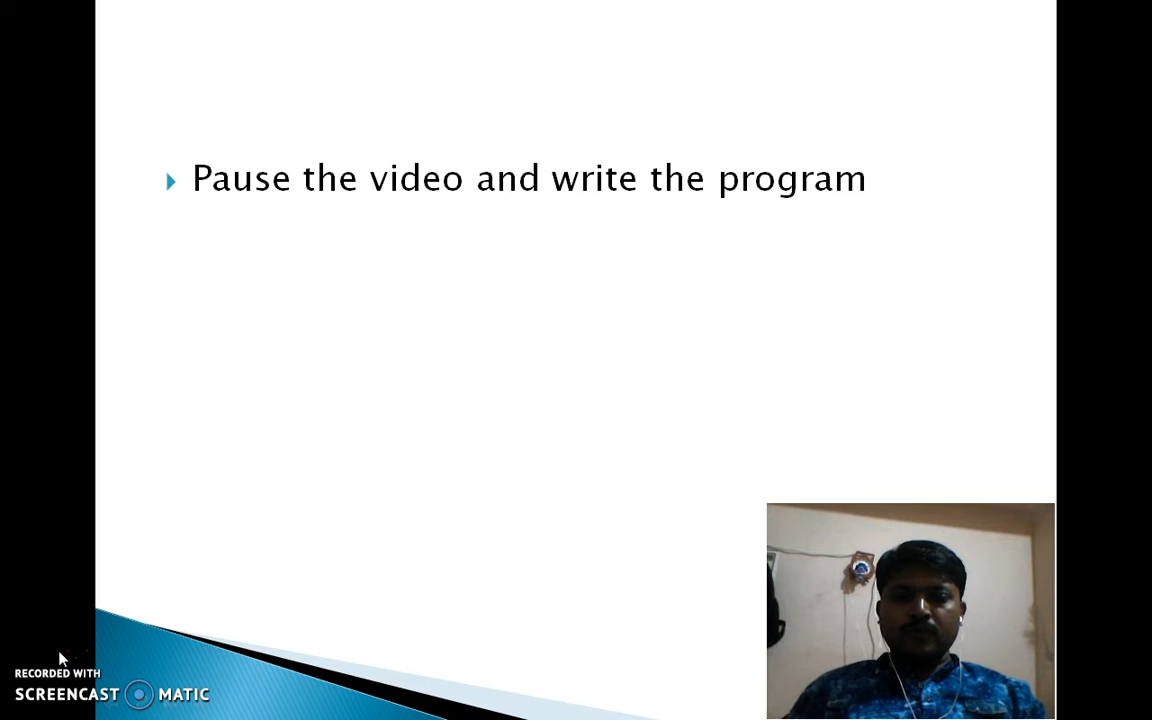 Pause the video and write the program
RECORDED WITH
SCREENCAST MATIC